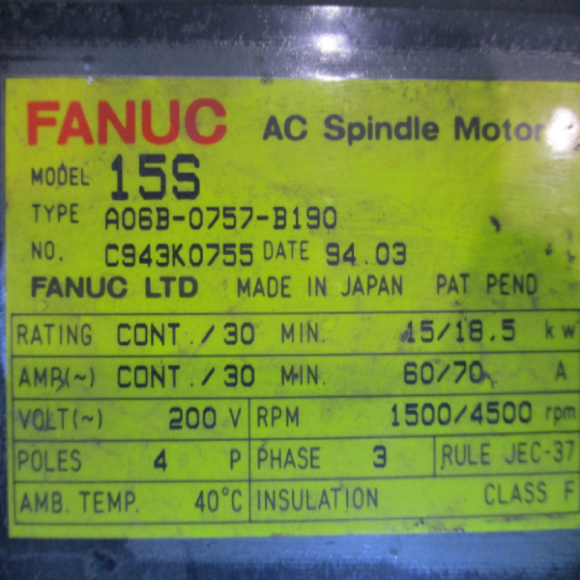 FANUC AC Spindle Motor
MODEL 15S
TYPE A06B-0757-B190
NO. C943K0755 DATE 94.03
FANUC LTD MADE IN JAPAN PAT PEND
RATING CONT./30 MIN. 15/18.5 kw
AMP.(~) CONT./30 MIN. 60/70 A
VOLT(~) 200 V RPM 1500/4500 rpm
POLES 4 P PHASE 3 RULE JEC-37
AMB. TEMP. 40°C INSULATION CLASS F